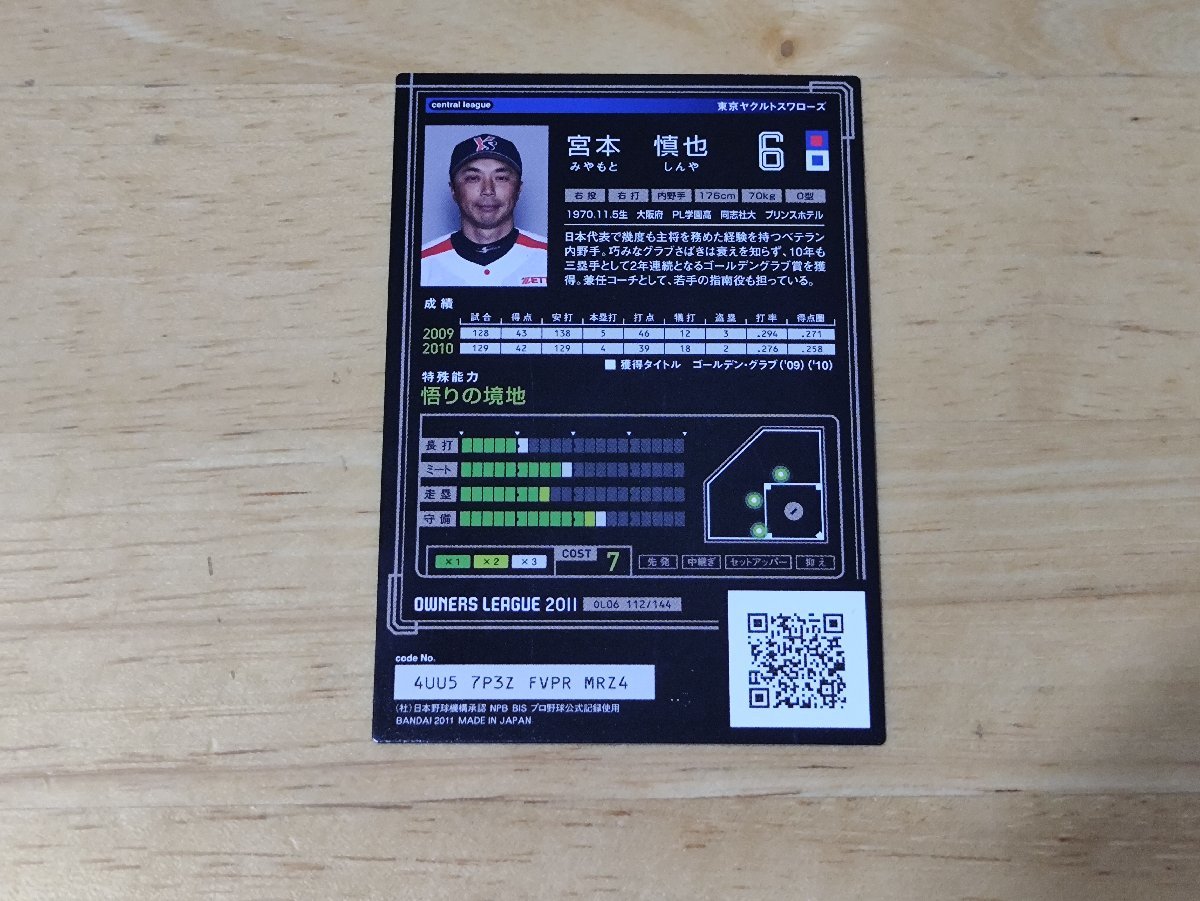 central league 東京ヤクルトスワローズ
YS
宮本 慎也 6
みやもと しんや
右投 右打 内野手 176cm 70kg O型
1970.11.5生 大阪府 PL学園高 同志社大 プリンスホテル
日本代表で幾度も主将を務めた経験を持つベテラン
内野手。巧みなグラブさばきは衰えを知らず、10年も
三塁手として2年連続となるゴールデングラブ賞を獲
得。兼任コーチとして、若手の指南役も担っている。
ZETT
成績
試合 得点 安打 本塁打 打点 犠打 盗塁 打率 得点圏
2009 128 43 138 5 46 12 3 .294 .271
2010 129 42 129 4 39 18 2 .276 .258
獲得タイトル ゴールデン・グラブ('09)('10)
特殊能力
悟りの境地
長打
ミート
走塁
守備
×1 ×2 ×3 COST 7 先発 中継ぎ セットアッパー 抑え
OWNERS LEAGUE 2011 OL06 112/144
code No.
4UU5 7P3Z FVPR MRZ4
(社)日本野球機構承認 NPB BIS プロ野球公式記録使用
BANDAI 2011 MADE IN JAPAN